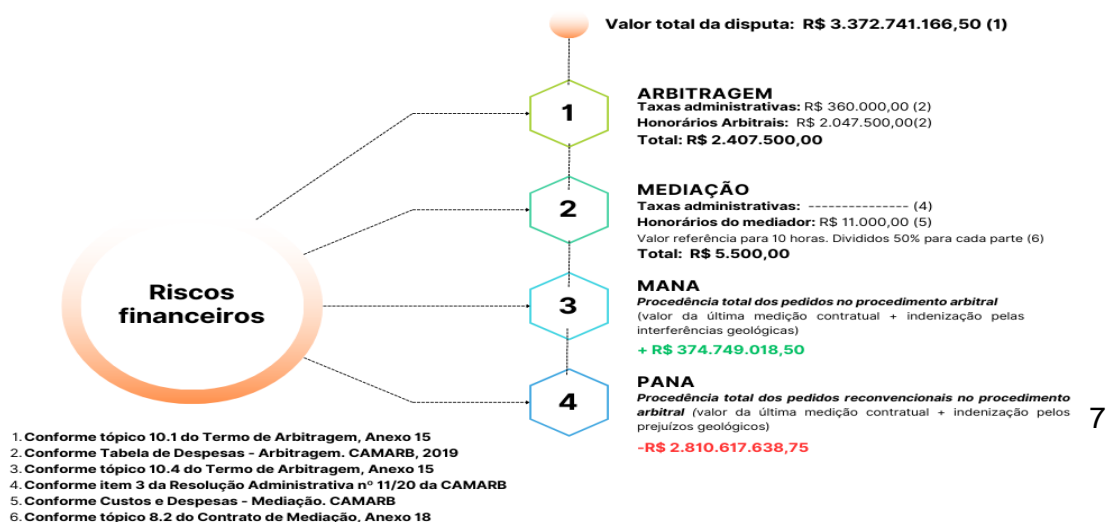 Valor total da disputa: R$ 3.372.741.166,50 (1)
1
ARBITRAGEM
Taxas administrativas: R$ 360.000,00 (2)
Honorários Arbitrais: R$ 2.047.500,00(2)
Total: R$ 2.407.500,00
2
MEDIAÇÃO
Taxas administrativas: -------------- (4)
Honorários do mediador: R$ 11.000,00 (5)
Valor referência para 10 horas. Divididos 50% para cada parte (6)
Total: R$ 5.500,00
Riscos
financeiros
3
MANA
Procedência total dos pedidos no procedimento arbitral
(valor da última medição contratual + indenização pelas
interferências geológicas)
+ R$ 374.749.018,50
4
PANA
Procedência total dos pedidos reconvencionais no procedimento
arbitral (valor da última medição contratual + indenização pelos
prejuízos geológicos)
-R$ 2.810.617.638,75
7
1. Conforme tópico 10.1 do Termo de Arbitragem, Anexo 15
2. Conforme Tabela de Despesas - Arbitragem. CAMARB, 2019
3. Conforme tópico 10.4 do Termo de Arbitragem, Anexo 15
4. Conforme item 3 da Resolução Administrativa nº 11/20 da CAMARB
5. Conforme Custos e Despesas - Mediação. CAMARB
6. Conforme tópico 8.2 do Contrato de Mediação, Anexo 18